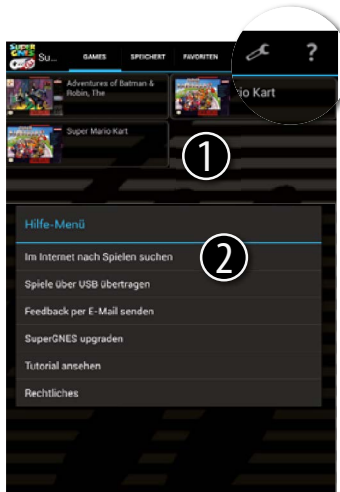 SUPER
GNES
Su...
GAMES
SPEICHERT
FAVORITEN
?
Adventures of Batman &
Robin, The
io Kart
Super Mario Kart
1
2
Hilfe-Menü
Im Internet nach Spielen suchen
Spiele über USB übertragen
Feedback per E-Mail senden
SuperGNES upgraden
Tutorial ansehen
Rechtliches